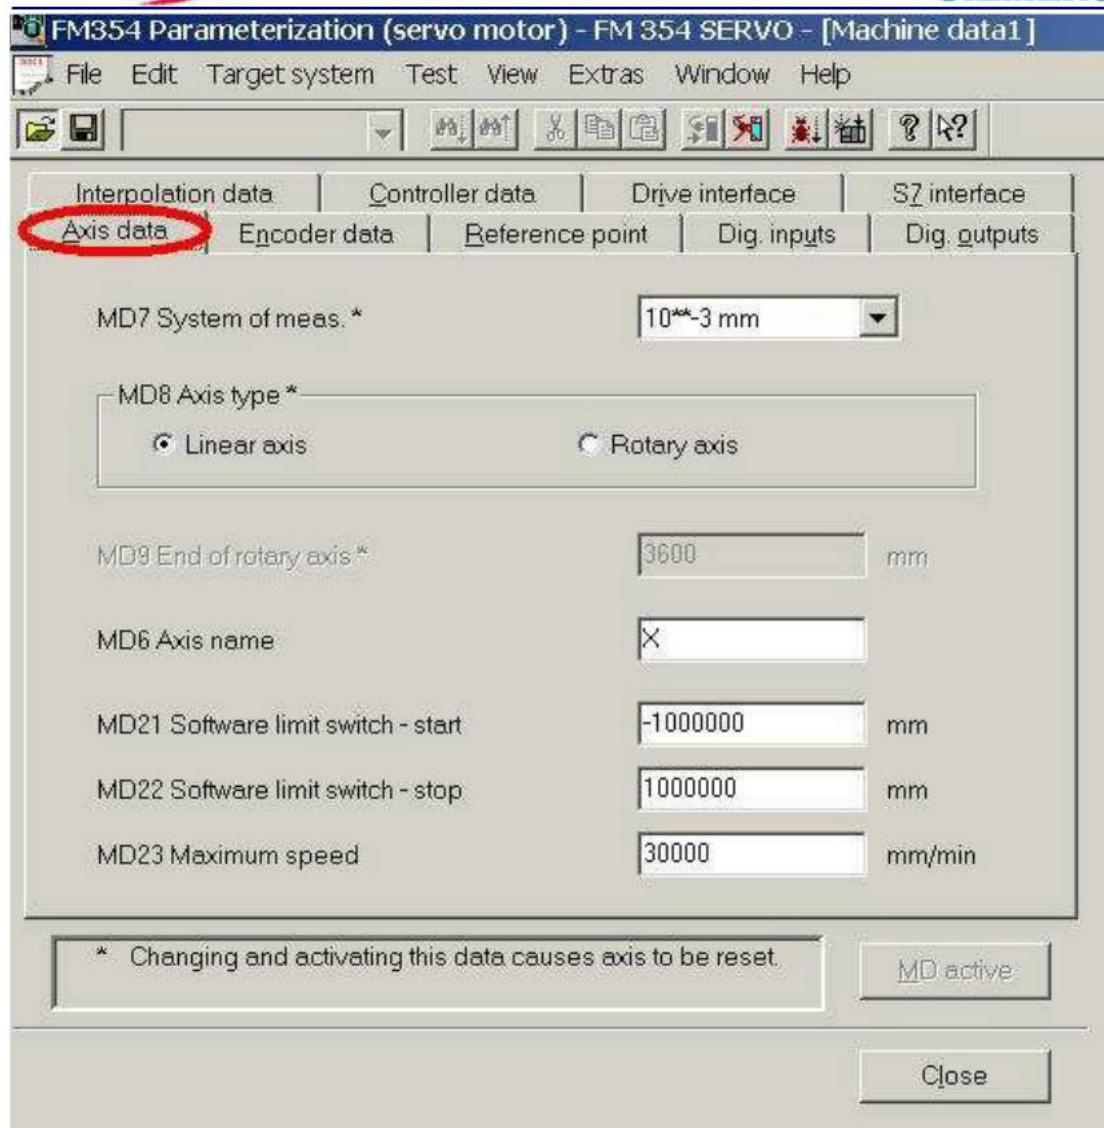 FM354 Parameterization (servo motor) - FM 354 SERVO - [Machine data1]
File Edit Target system Test View Extras Window Help
Interpolation data Controller data Drive interface S7 interface
Axis data Encoder data Reference point Dig. inputs Dig. outputs
MD7 System of meas. * 10**-3 mm
MD8 Axis type *
Linear axis Rotary axis
MD9 End of rotary axis * 3600 mm
MD6 Axis name X
MD21 Software limit switch - start -1000000 mm
MD22 Software limit switch - stop 1000000 mm
MD23 Maximum speed 30000 mm/min
* Changing and activating this data causes axis to be reset.
MD active
Close